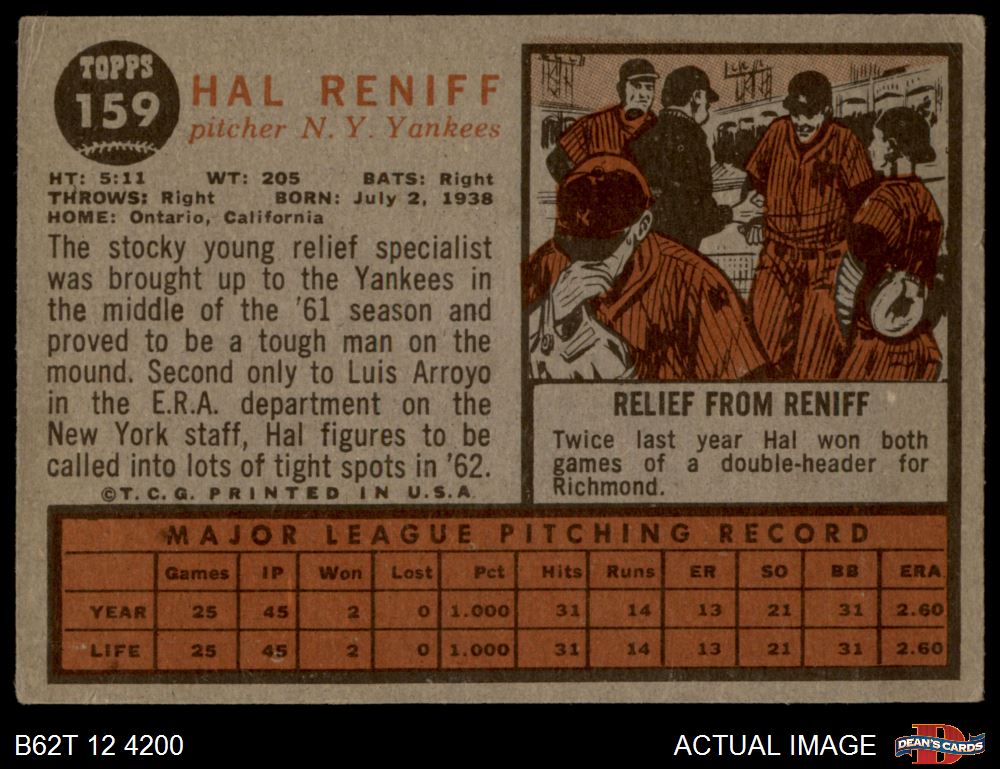 TOPPS
159
HAL RENIFF
pitcher N. Y. Yankees
HT: 5:11 WT: 205 BATS: Right
THROWS: Right BORN: July 2, 1938
HOME: Ontario, California
The stocky young relief specialist
was brought up to the Yankees in
the middle of the '61 season and
proved to be a tough man on the
mound. Second only to Luis Arroyo
in the E.R.A. department on the
New York staff, Hal figures to be
called into lots of tight spots in '62.
©T. C. G. PRINTED IN U.S.A.
RELIEF FROM RENIFF
Twice last year Hal won both
games of a double-header for
Richmond.
MAJOR LEAGUE PITCHING RECORD
Games IP Won Lost Pct Hits Runs ER SO BB ERA
YEAR 25 45 2 0 1.000 31 14 13 21 31 2.60
LIFE 25 45 2 0 1.000 31 14 13 21 31 2.60
B62T 12 4200
ACTUAL IMAGE
DEAN'S CARDS